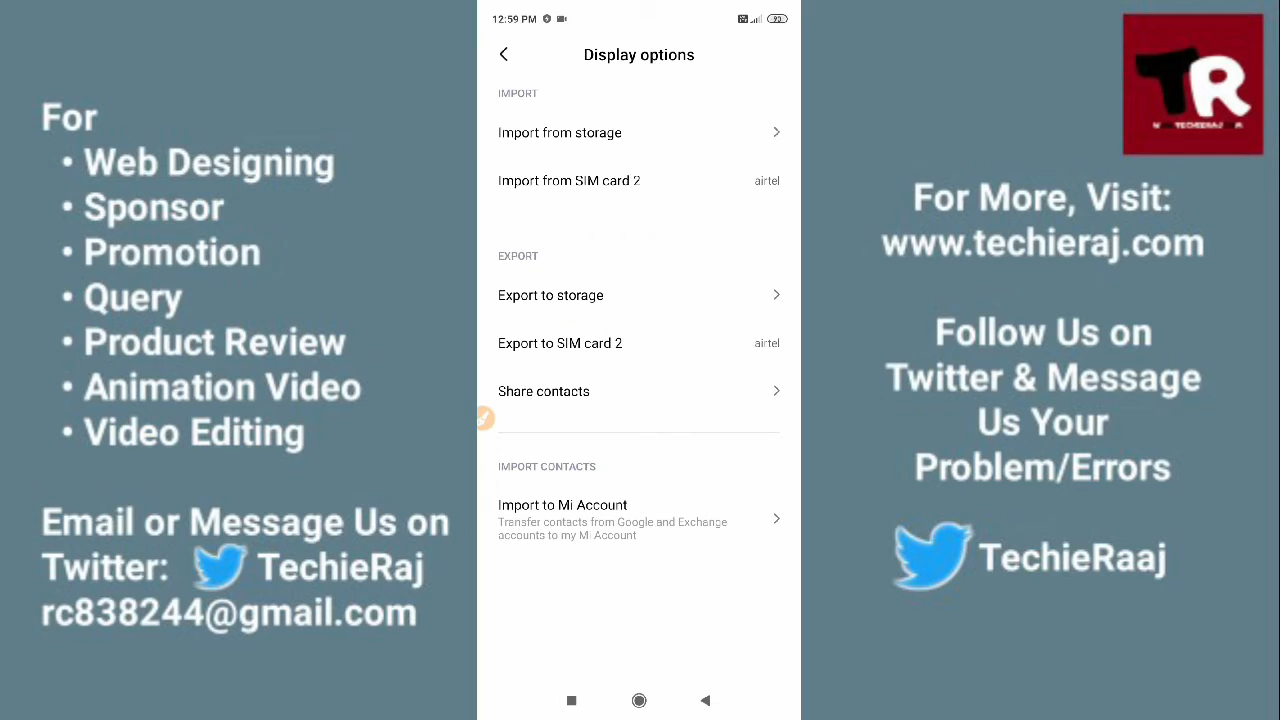 For
• Web Designing
• Sponsor
• Promotion
• Query
• Product Review
• Animation Video
• Video Editing
Email or Message Us on
Twitter: TechieRaj
rc838244@gmail.com
12:59 PM
90
Display options
IMPORT
Import from storage
Import from SIM card 2 airtel
EXPORT
Export to storage
Export to SIM card 2 airtel
Share contacts
IMPORT CONTACTS
Import to Mi Account
Transfer contacts from Google and Exchange
accounts to my Mi Account
TR
For More, Visit:
www.techieraj.com
Follow Us on
Twitter & Message
Us Your
Problem/Errors
TechieRaaj